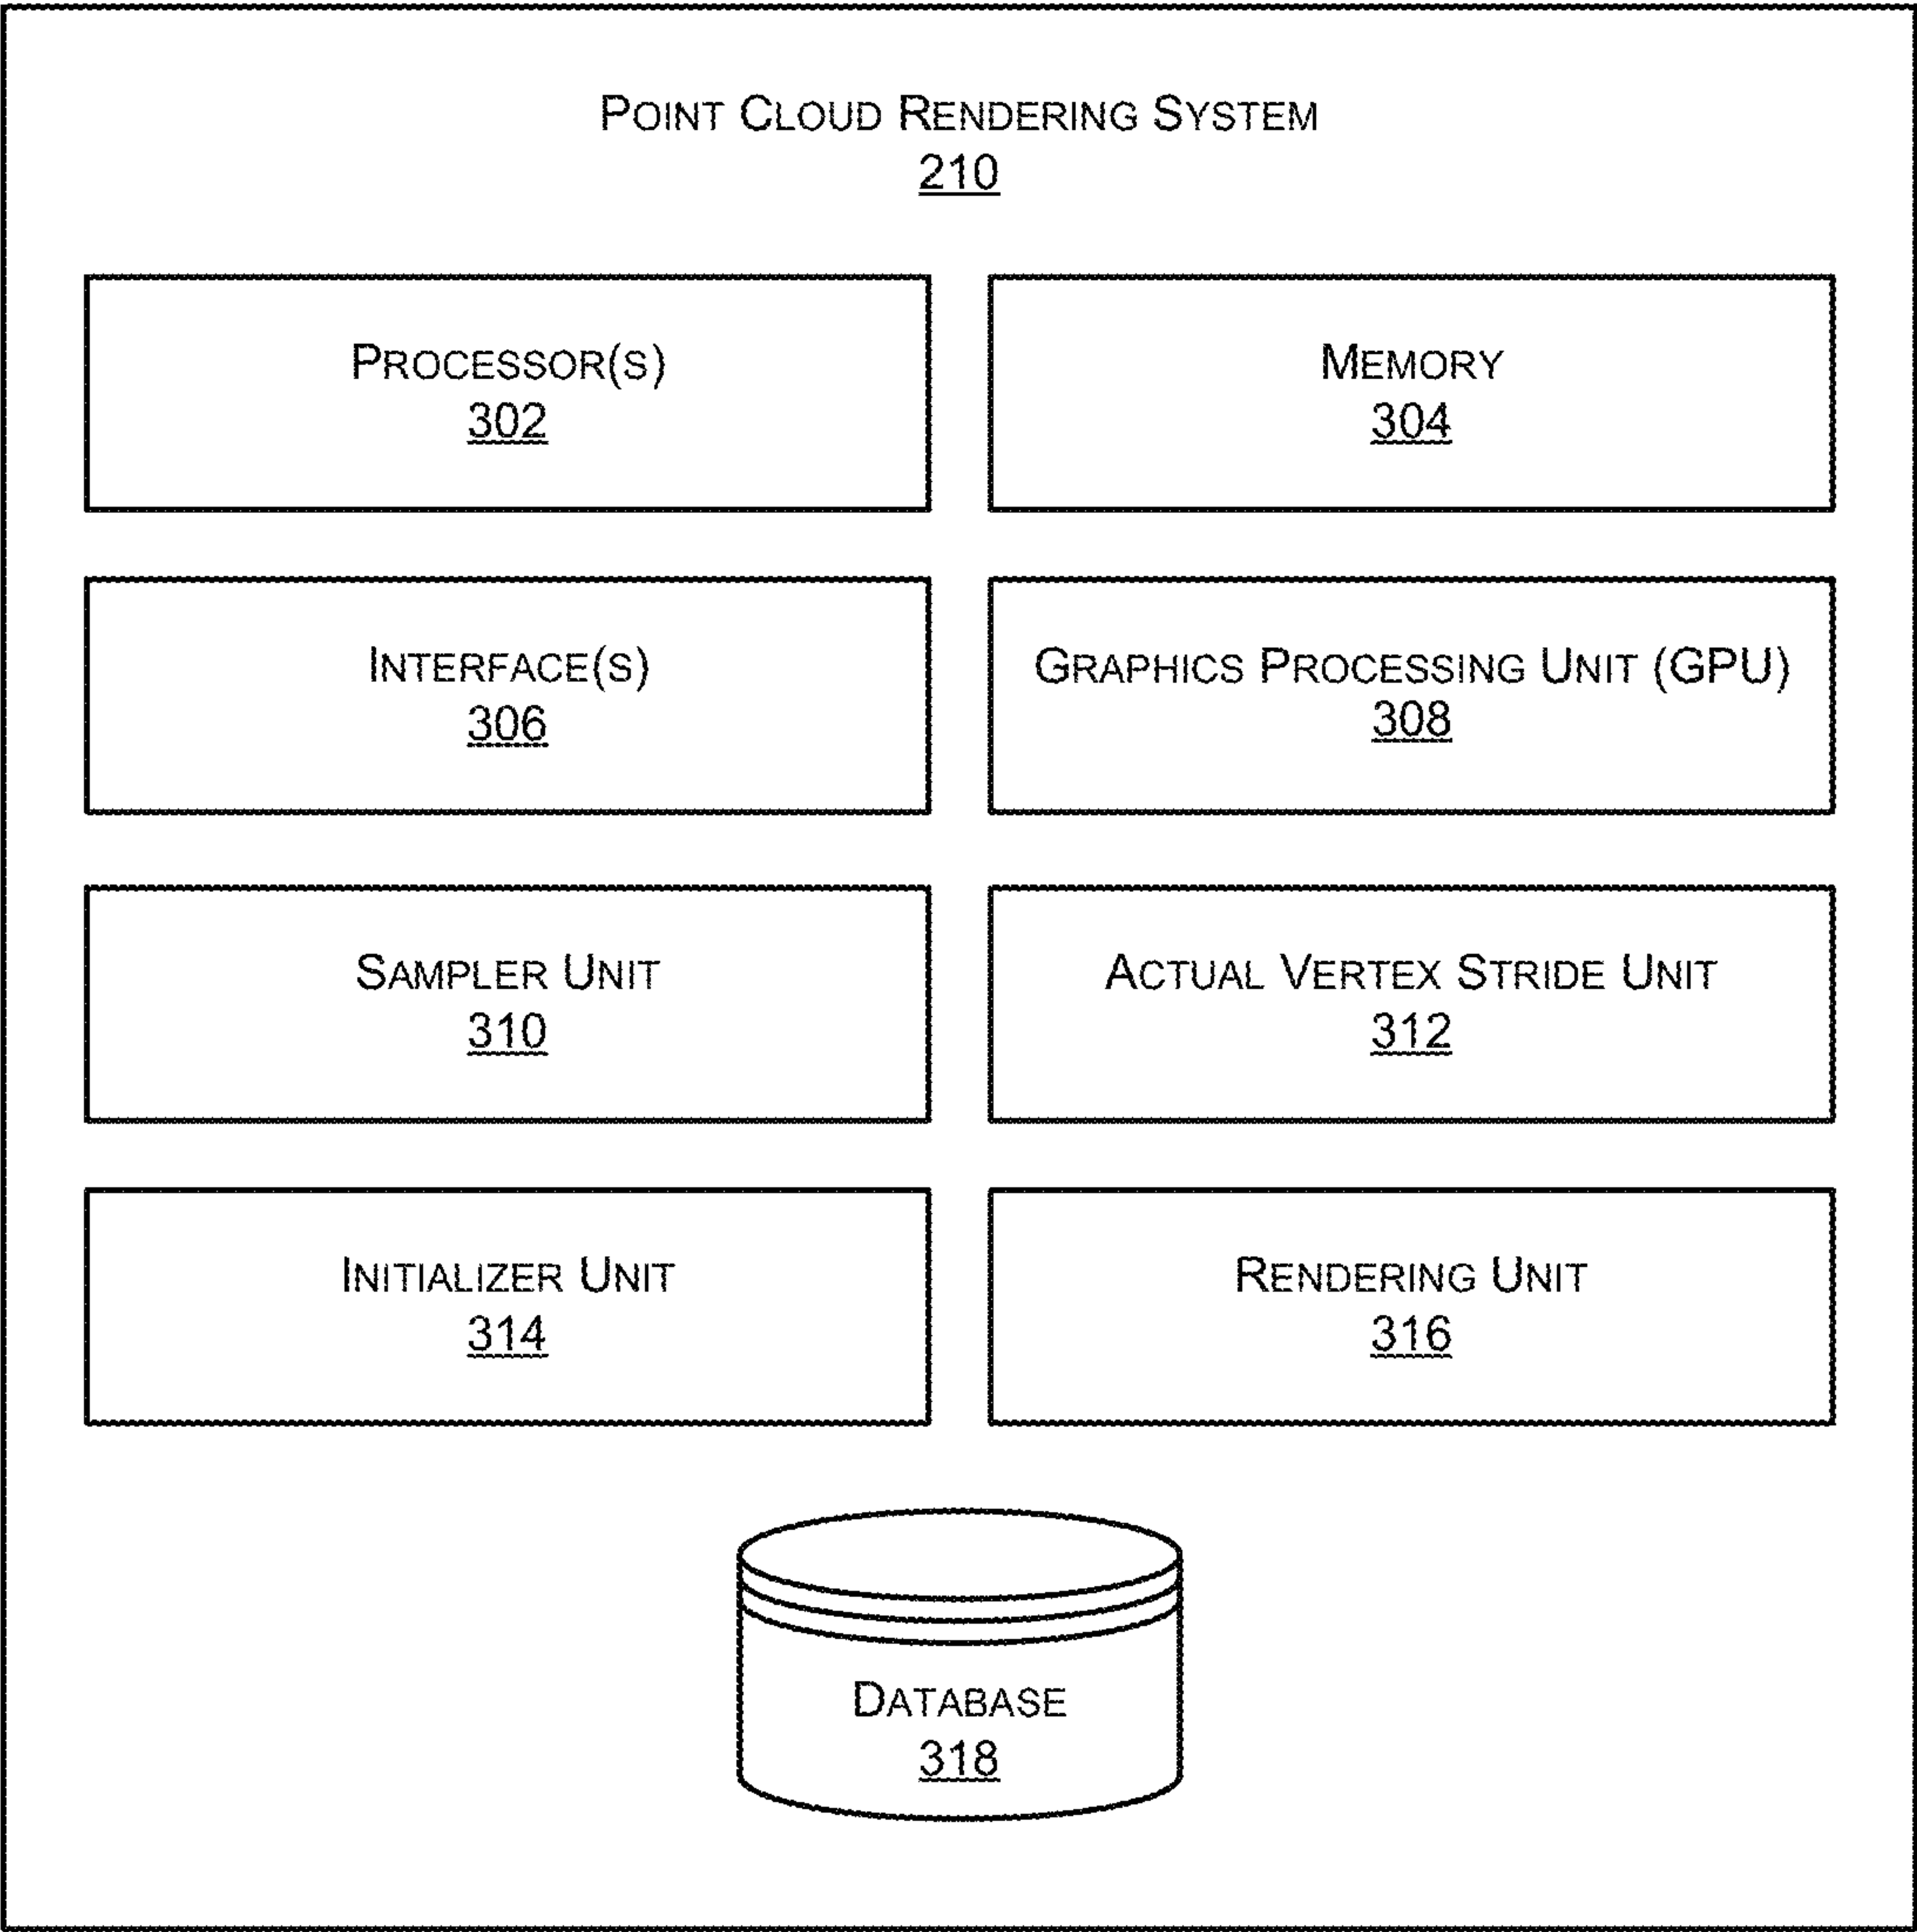 POINT CLOUD RENDERING SYSTEM
210
PROCESSOR(S)
302
MEMORY
304
INTERFACE(S)
306
GRAPHICS PROCESSING UNIT (GPU)
308
SAMPLER UNIT
310
ACTUAL VERTEX STRIDE UNIT
312
INITIALIZER UNIT
314
RENDERING UNIT
316
DATABASE
318